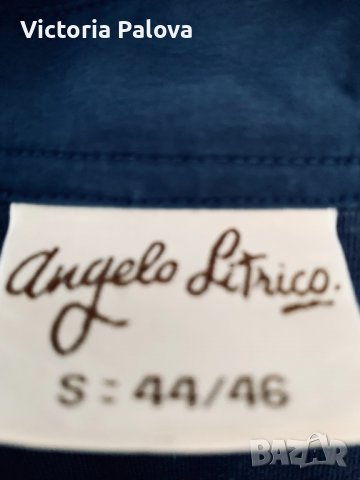 Victoria Palova
Angelo Litrico.
S: 44/46
BAZAR